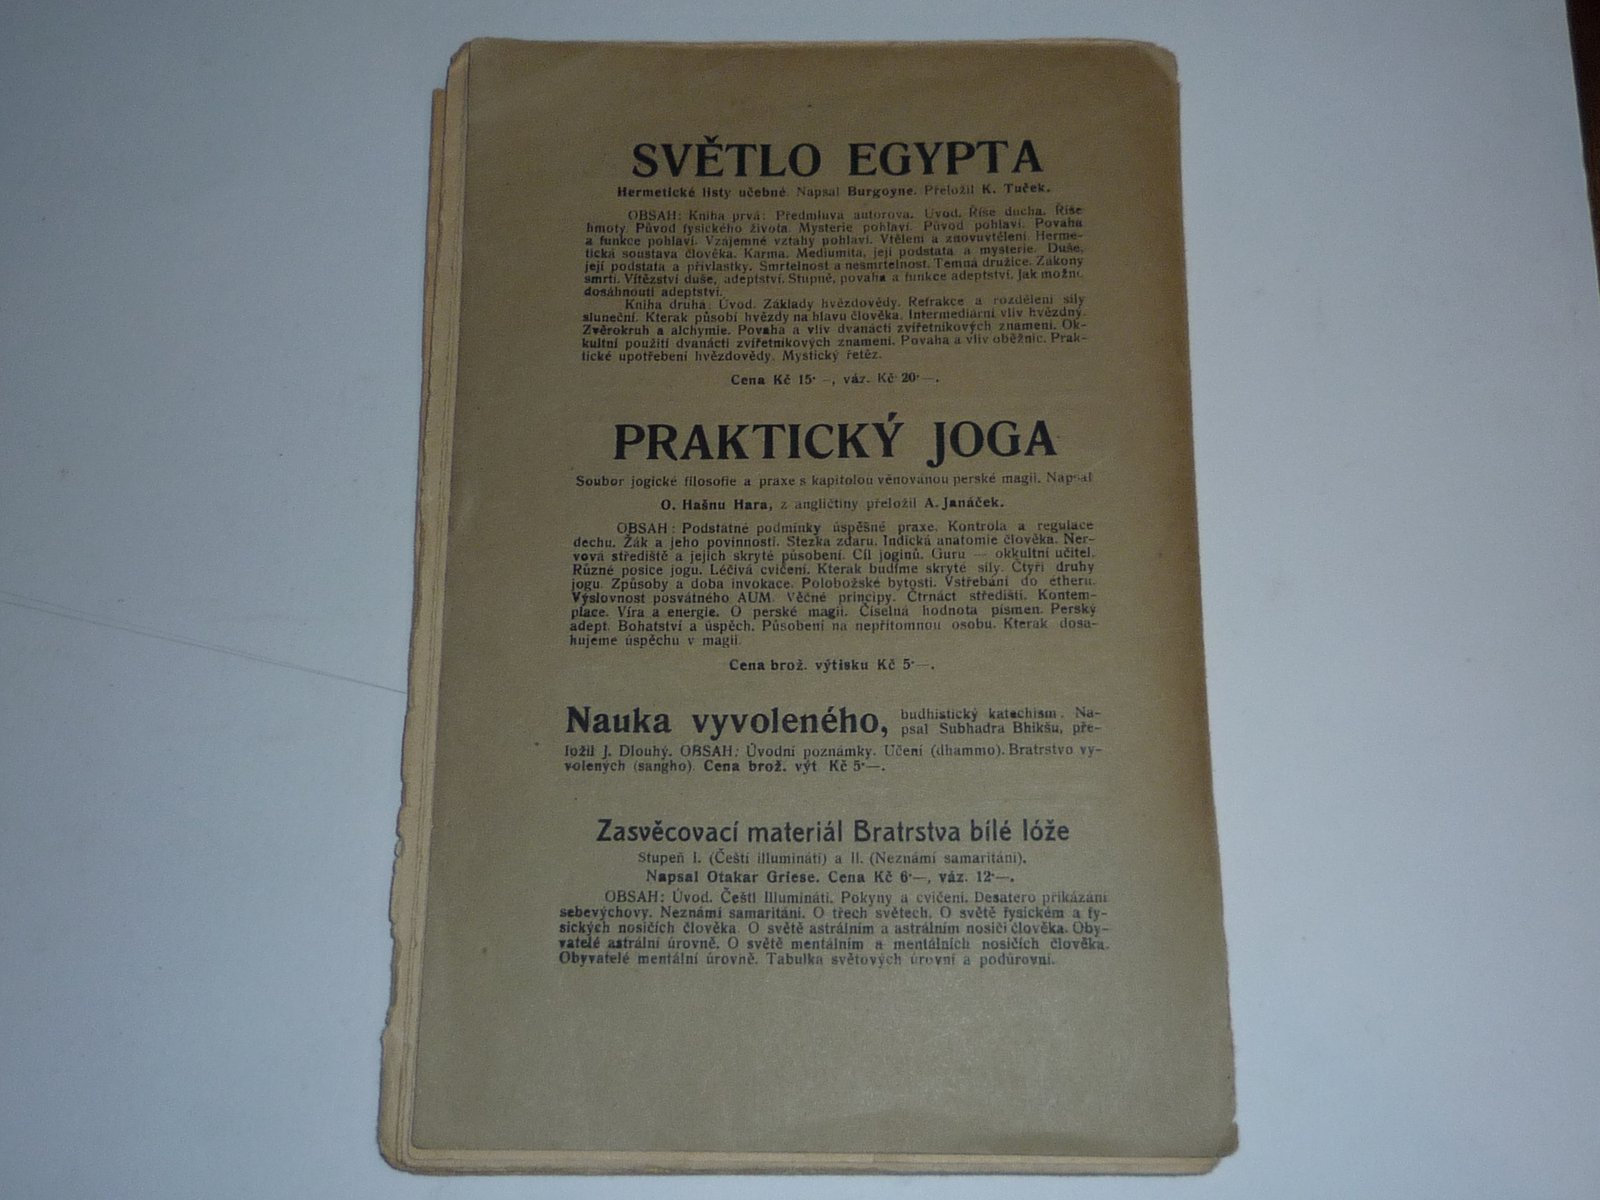 SVĚTLO EGYPTA
Hermetické listy učebné. Napsal Burgoyne. Přeložil K. Tuček.
OBSAH: Kniha prvá: Předmluva autorova. Úvod. Říše ducha. Říše
hmoty. Původ fysického života. Mysterie pohlaví. Původ pohlaví. Povaha
a funkce pohlaví. Vzájemné vztahy pohlaví. Vtělení a znovuvtělení. Herme-
tická soustava člověka. Karma. Mediumita, její podstata a mysterie. Duše,
její podstata a přívlastky. Smrtelnost a nesmrtelnost. Temná družice. Zákony
smrti. Vítězství duše, adeptství. Stupně, povaha a funkce adeptství. Jak možno
dosáhnouti adeptství.
Kniha druhá: Úvod. Základy hvězdovědy. Refrakce a rozdělení síly
sluneční. Kterak působí hvězdy na hlavu člověka. Intermediární vliv hvězdný.
Zvěrokruh a alchymie. Povaha a vliv dvanácti zvířetníkových znamení. Ok-
kultní použití dvanácti zvířetníkových znamení. Povaha a vliv oběžnic. Prak-
tické upotřebení hvězdovědy. Mystický řetěz.
Cena Kč 15·–, váz. Kč 20·—.
PRAKTICKÝ JOGA
Soubor jogické filosofie a praxe s kapitolou věnovanou perské magii. Napsal
O. Hašnu Hara, z angličtiny přeložil A. Janáček.
OBSAH: Podstatné podmínky úspěšné praxe. Kontrola a regulace
dechu. Žák a jeho povinnosti. Stezka zdaru. Indická anatomie člověka. Ner-
vová střediště a jejich skryté působení. Cíl joginů. Guru — okkultní učitel.
Různé posice jogu. Léčivá cvičení. Kterak budíme skryté síly. Čtyři druhy
jogu. Způsoby a doba invokace. Polobožské bytosti. Vstřebání do etheru.
Výslovnost posvátného AUM. Věčné principy. Čtrnáct středišť. Kontem-
place. Víra a energie. O perské magii. Číselná hodnota písmen. Perský
adept. Bohatství a úspěch. Působení na nepřítomnou osobu. Kterak dosa-
hujeme úspěchu v magii.
Cena brož. výtisku Kč 5·—.
Nauka vyvoleného, budhistický katechism. Na-
psal Subhadra Bhikšu, pře-
ložil J. Dlouhý. OBSAH: Úvodní poznámky. Učení (dhammo). Bratrstvo vy-
volených (sangho). Cena brož. výt. Kč 5·—.
Zasvěcovací materiál Bratrstva bílé lóže
Stupeň I. (Čeští illumináti) a II. (Neznámí samaritáni).
Napsal Otakar Griese. Cena Kč 6·—, váz. 12·—.
OBSAH: Úvod. Čeští Illumináti. Pokyny a cvičení. Desatero přikázání
sebevýchovy. Neznámí samaritáni. O třech světech. O světě fysickém a fy-
sických nosičích člověka. O světě astrálním a astrálním nosiči člověka. Oby-
vatelé astrální úrovně. O světě mentálním a mentálních nosičích člověka.
Obyvatelé mentální úrovně. Tabulka světových úrovní a podúrovní.